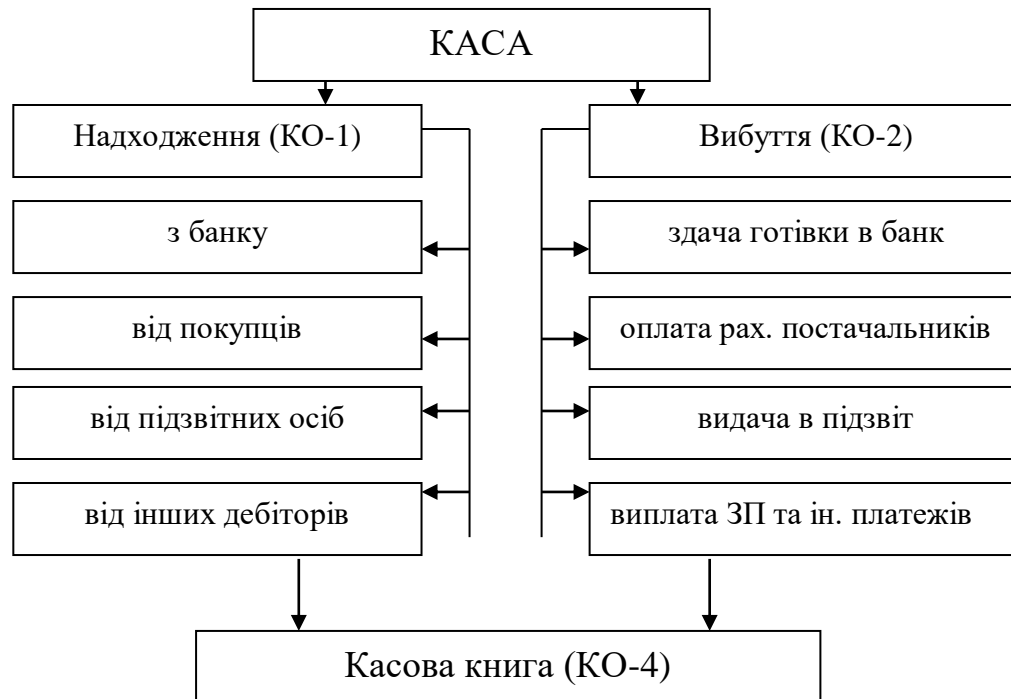 КАСА
Надходження (КО-1)
з банку
від покупців
від підзвітних осіб
від інших дебіторів
Вибуття (КО-2)
здача готівки в банк
оплата рах. постачальників
видача в підзвіт
виплата ЗП та ін. платежів
Касова книга (КО-4)